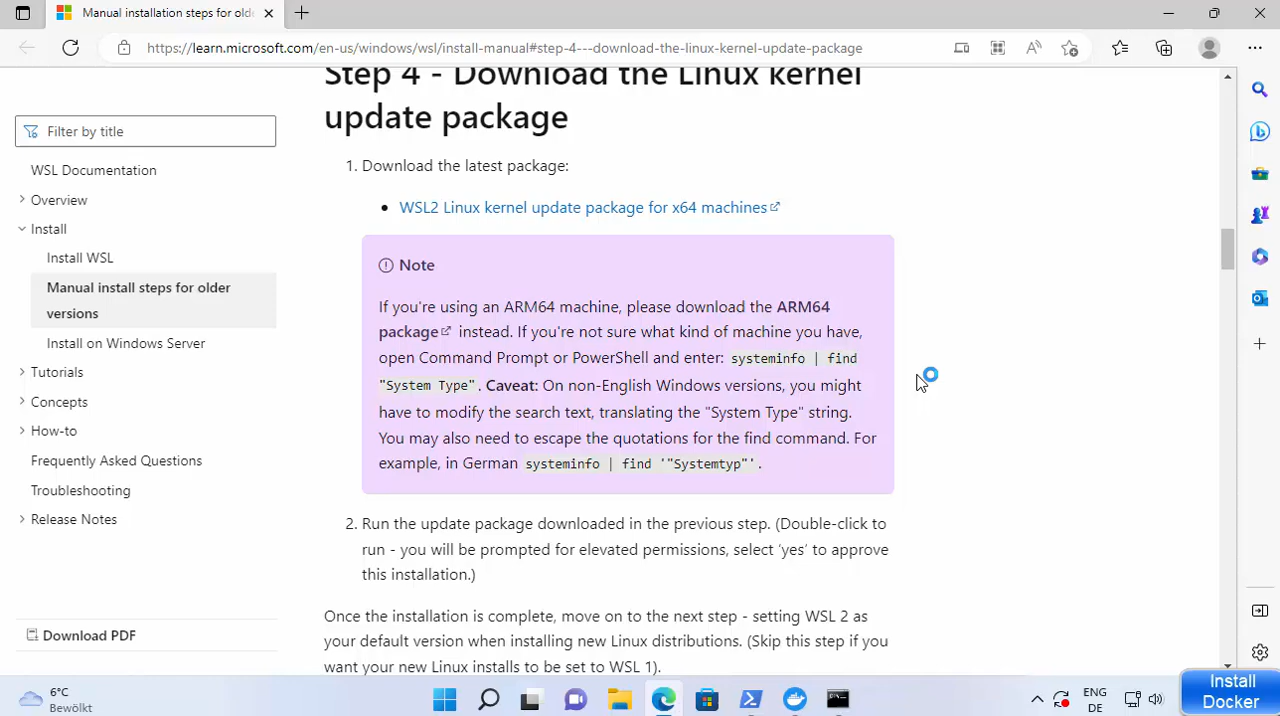 Manual installation steps for olde
https://learn.microsoft.com/en-us/windows/wsl/install-manual#step-4---download-the-linux-kernel-update-package
Filter by title
WSL Documentation
Overview
Install
Install WSL
Manual install steps for older
versions
Install on Windows Server
Tutorials
Concepts
How-to
Frequently Asked Questions
Troubleshooting
Release Notes
Download PDF
Step 4 - Download the Linux kernel
update package
1. Download the latest package:
• WSL2 Linux kernel update package for x64 machines
Note
If you're using an ARM64 machine, please download the ARM64
package instead. If you're not sure what kind of machine you have,
open Command Prompt or PowerShell and enter: systeminfo | find
"System Type". Caveat: On non-English Windows versions, you might
have to modify the search text, translating the "System Type" string.
You may also need to escape the quotations for the find command. For
example, in German systeminfo | find '"Systemtyp"'.
2. Run the update package downloaded in the previous step. (Double-click to
run - you will be prompted for elevated permissions, select ‘yes’ to approve
this installation.)
Once the installation is complete, move on to the next step - setting WSL 2 as
your default version when installing new Linux distributions. (Skip this step if you
want your new Linux installs to be set to WSL 1).
6°C
Bewölkt
ENG
DE
Install
Docker